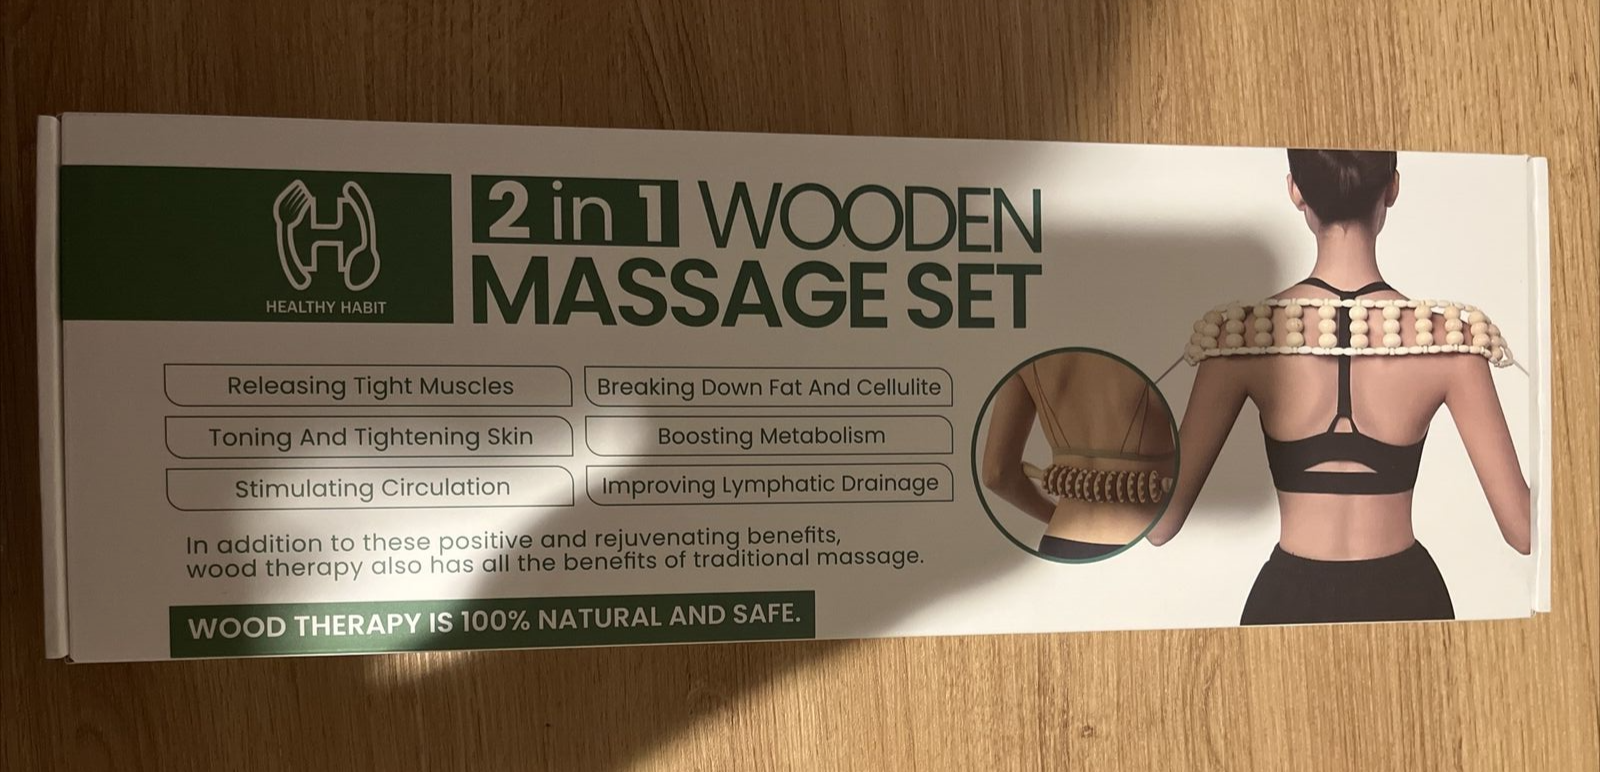 HEALTHY HABIT
2 in 1 WOODEN
MASSAGE SET
Releasing Tight Muscles
Breaking Down Fat And Cellulite
Toning And Tightening Skin
Boosting Metabolism
Stimulating Circulation
Improving Lymphatic Drainage
In addition to these positive and rejuvenating benefits,
wood therapy also has all the benefits of traditional massage.
WOOD THERAPY IS 100% NATURAL AND SAFE.